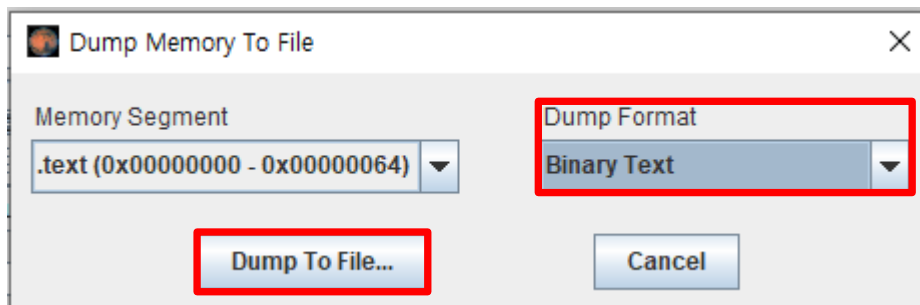 Dump Memory To File
Memory Segment
Dump Format
.text (0x00000000 - 0x00000064)
Binary Text
Dump To File...
Cancel